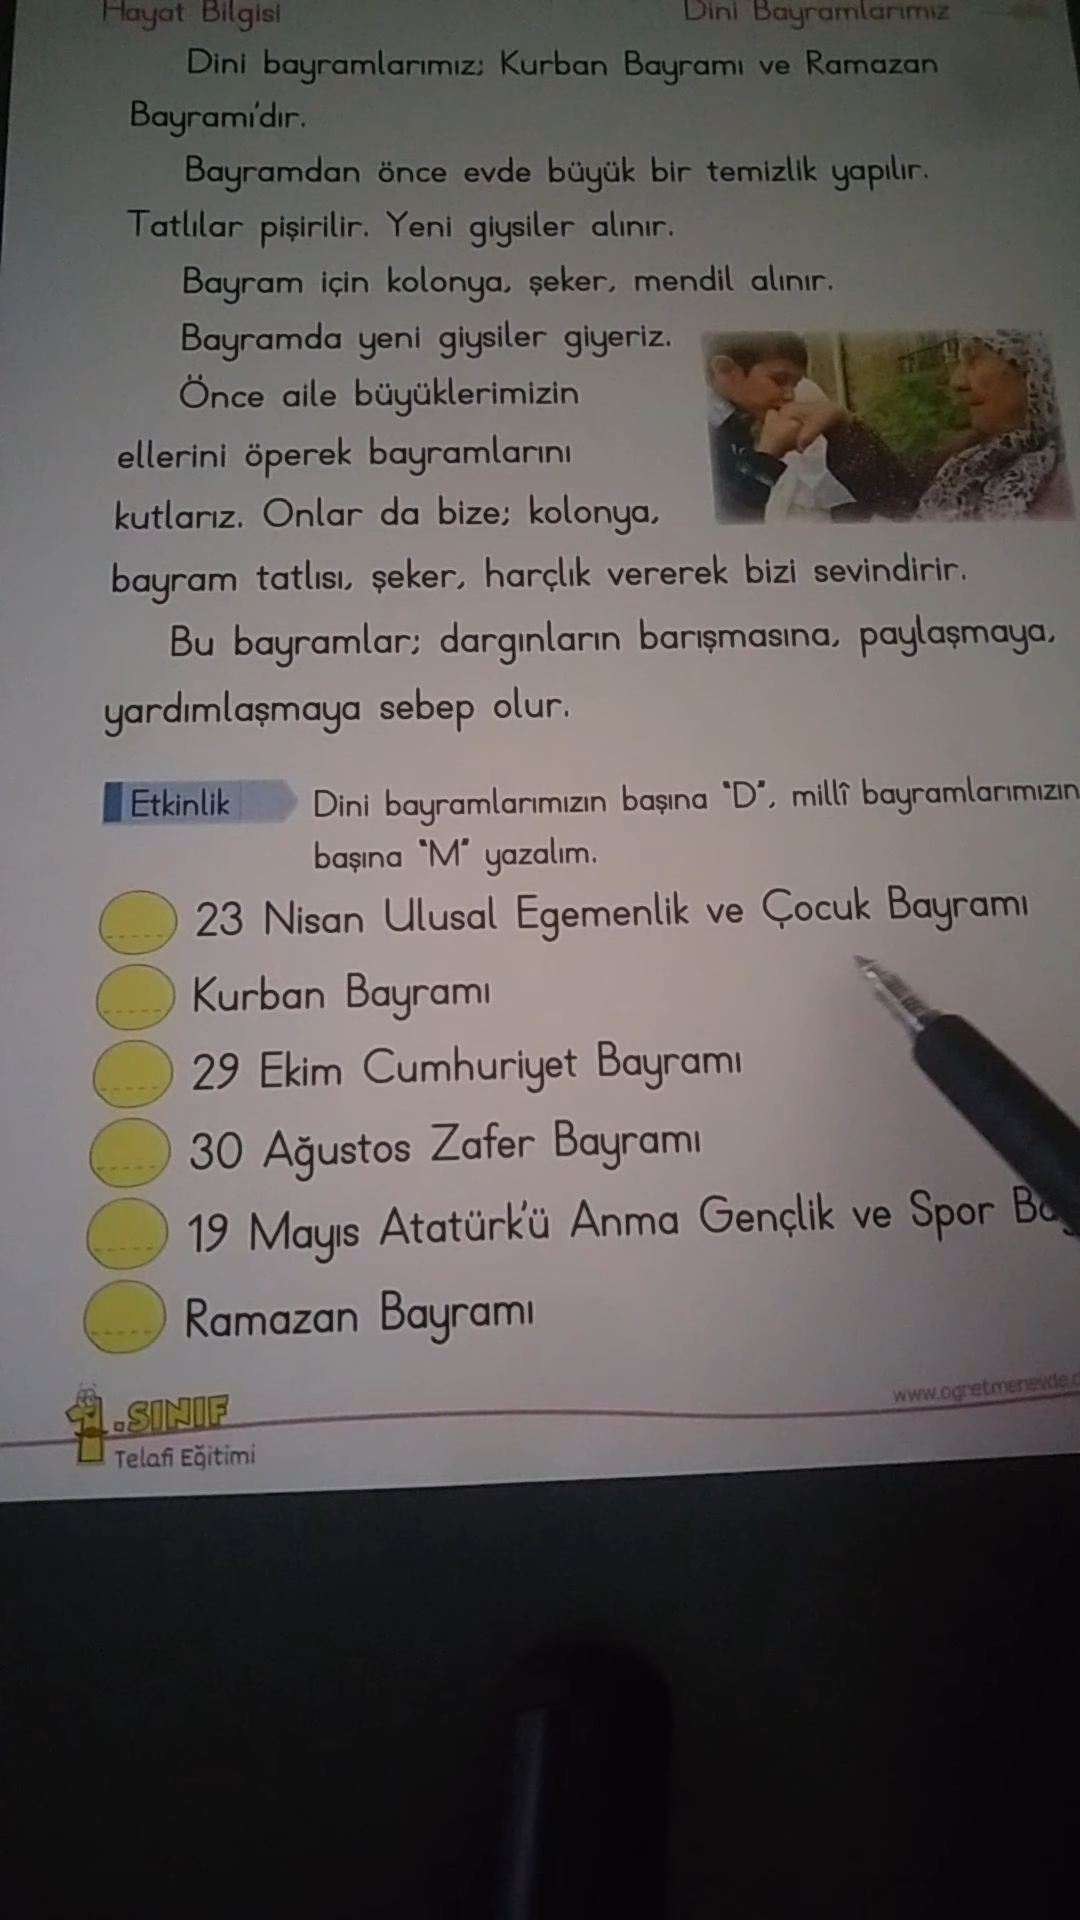 Hayat Bilgisi Dini Bayramlarımız
Dini bayramlarımız; Kurban Bayramı ve Ramazan
Bayramı'dır.
Bayramdan önce evde büyük bir temizlik yapılır.
Tatlılar pişirilir. Yeni giysiler alınır.
Bayram için kolonya, şeker, mendil alınır.
Bayramda yeni giysiler giyeriz.
Önce aile büyüklerimizin
ellerini öperek bayramlarını
kutlarız. Onlar da bize; kolonya,
bayram tatlısı, şeker, harçlık vererek bizi sevindirir.
Bu bayramlar; dargınların barışmasına, paylaşmaya,
yardımlaşmaya sebep olur.
Etkinlik Dini bayramlarımızın başına "D", millî bayramlarımızın
başına "M" yazalım.
23 Nisan Ulusal Egemenlik ve Çocuk Bayramı
Kurban Bayramı
29 Ekim Cumhuriyet Bayramı
30 Ağustos Zafer Bayramı
19 Mayıs Atatürk'ü Anma Gençlik ve Spor
Ramazan Bayramı
1.SINIF
Telafi Eğitimi
www.ogretmenevde.c